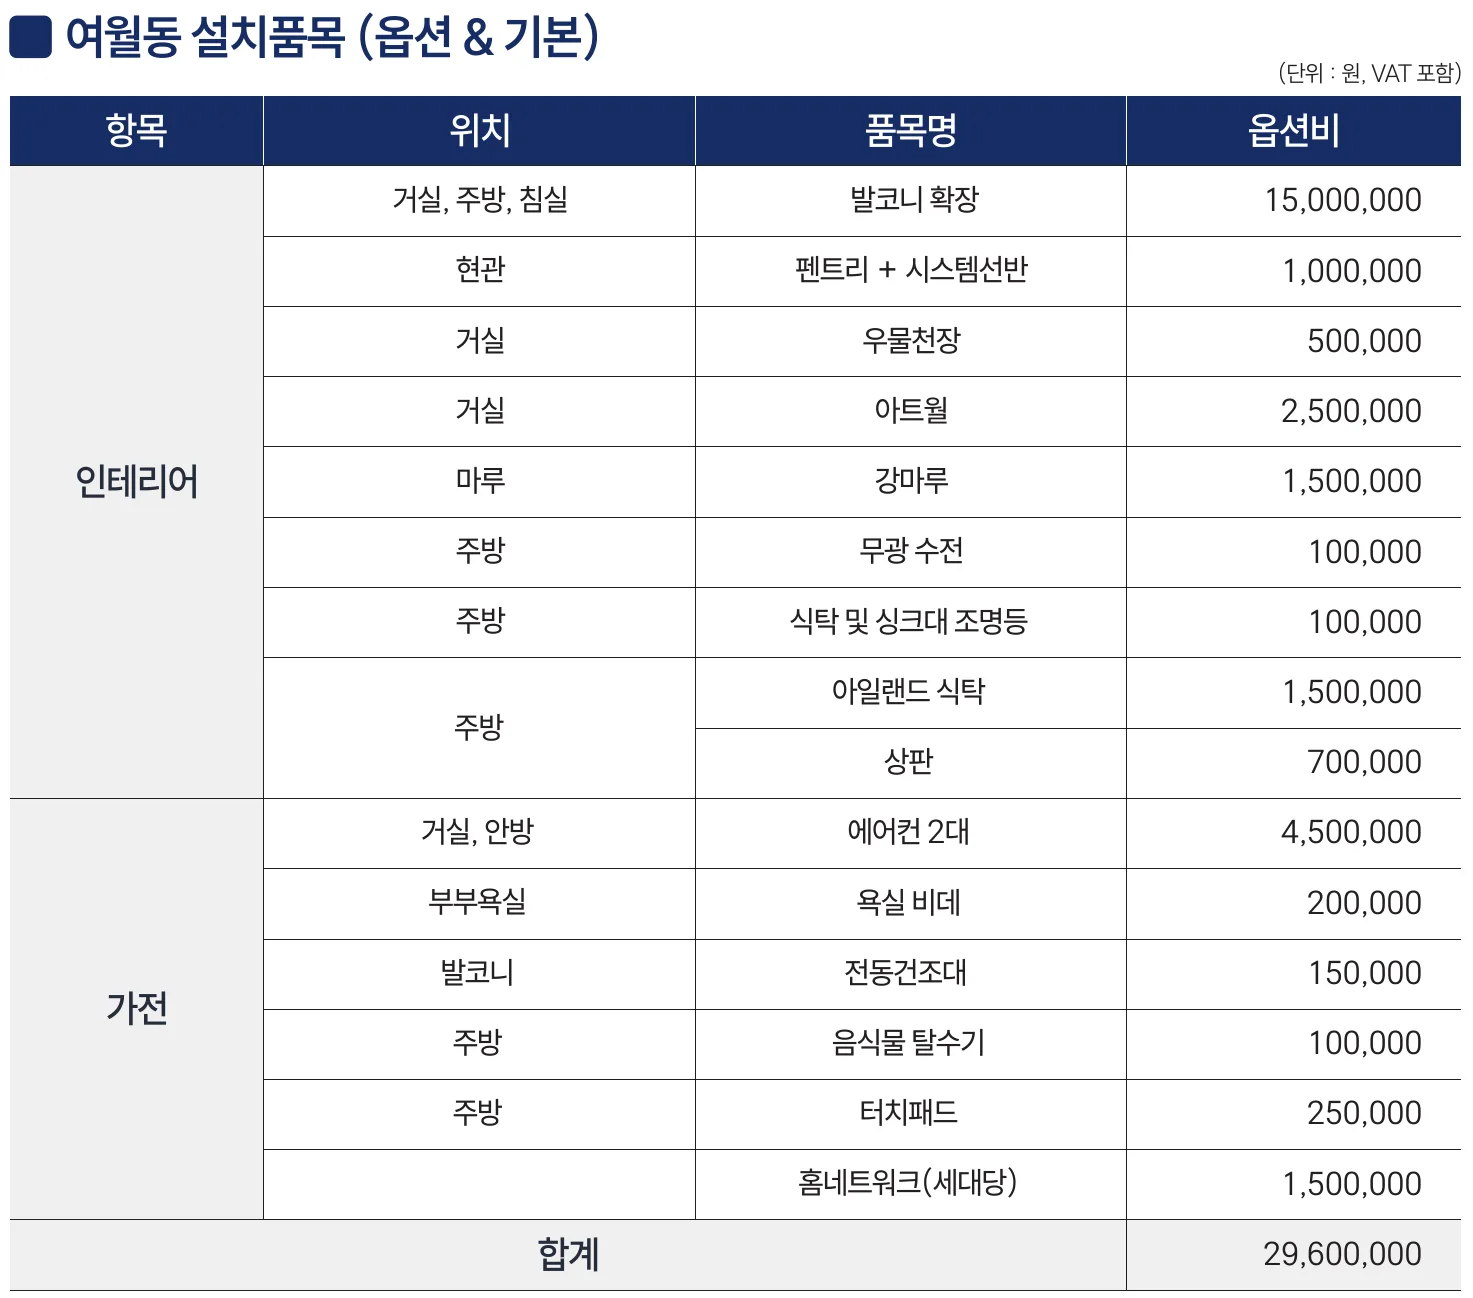 여월동 설치품목 (옵션 & 기본)
(단위 : 원, VAT 포함)
항목 위치 품목명 옵션비
인테리어
거실, 주방, 침실 발코니 확장 15,000,000
현관 펜트리 + 시스템선반 1,000,000
거실 우물천장 500,000
거실 아트월 2,500,000
마루 강마루 1,500,000
주방 무광 수전 100,000
주방 식탁 및 싱크대 조명등 100,000
주방 아일랜드 식탁 1,500,000
상판 700,000
가전
거실, 안방 에어컨 2대 4,500,000
부부욕실 욕실 비데 200,000
발코니 전동건조대 150,000
주방 음식물 탈수기 100,000
주방 터치패드 250,000
홈네트워크(세대당) 1,500,000
합계 29,600,000